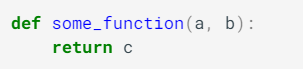 def some_function(a, b):
    return c